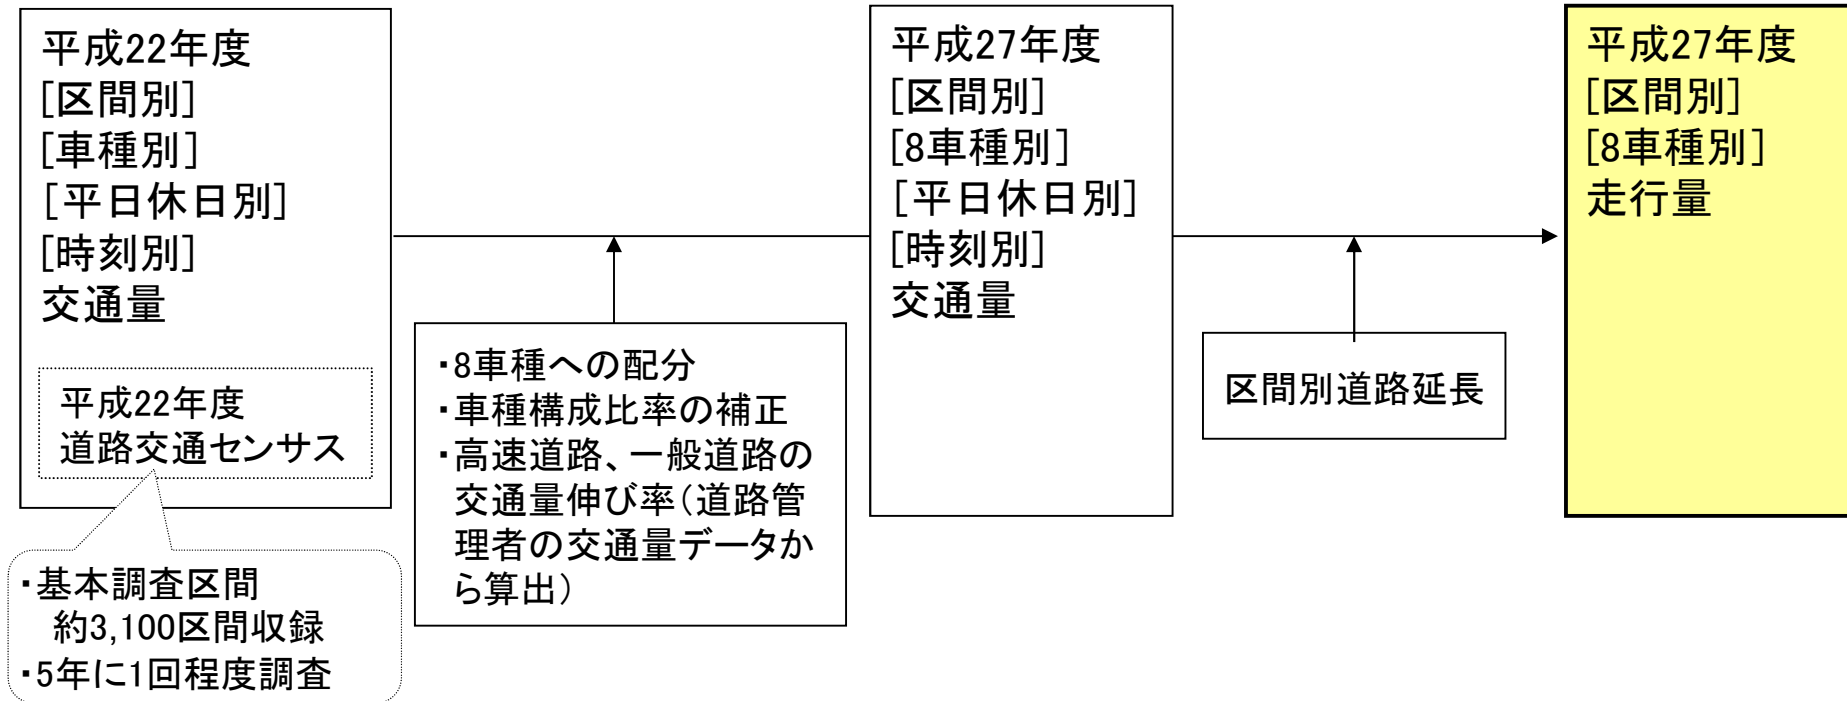 平成22年度
[区間別]
[車種別]
[平日休日別]
[時刻別]
交通量
平成22年度
道路交通センサス
・基本調査区間
約3,100区間収録
・5年に1回程度調査
・8車種への配分
・車種構成比率の補正
・高速道路、一般道路の
交通量伸び率(道路管
理者の交通量データか
ら算出)
平成27年度
[区間別]
[8車種別]
[平日休日別]
[時刻別]
交通量
区間別道路延長
平成27年度
[区間別]
[8車種別]
走行量